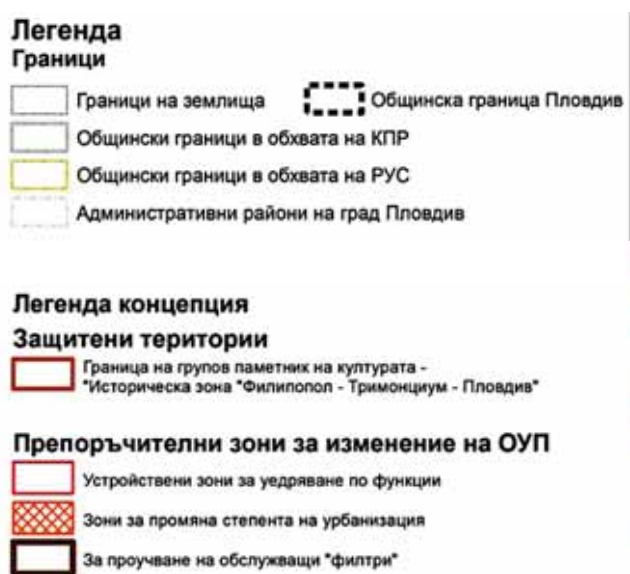 Легенда
Граници
Граници на землища Общинска граница Пловдив
Общински граници в обхвата на КПР
Общински граници в обхвата на РУС
Административни райони на град Пловдив
Легенда концепция
Защитени територии
Граница на групов паметник на културата -
"Историческа зона "Филипопол - Тримонциум - Пловдив"
Препоръчителни зони за изменение на ОУП
Устройствени зони за уедряване по функции
Зони за промяна степента на урбанизация
За проучване на обслужващи "филтри"